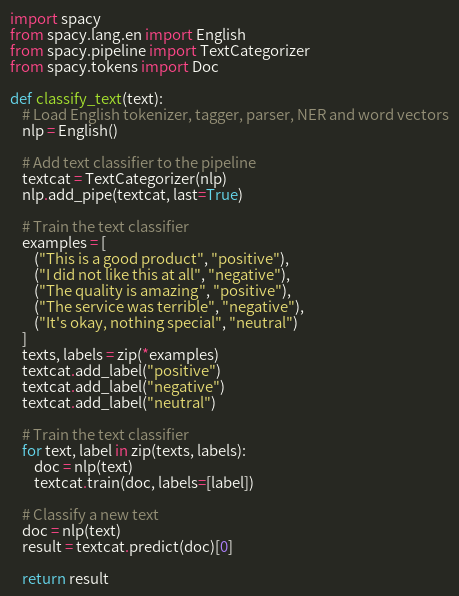 import spacy
from spacy.lang.en import English
from spacy.pipeline import TextCategorizer
from spacy.tokens import Doc

def classify_text(text):
    # Load English tokenizer, tagger, parser, NER and word vectors
    nlp = English()

    # Add text classifier to the pipeline
    textcat = TextCategorizer(nlp)
    nlp.add_pipe(textcat, last=True)

    # Train the text classifier
    examples = [
        ("This is a good product", "positive"),
        ("I did not like this at all", "negative"),
        ("The quality is amazing", "positive"),
        ("The service was terrible", "negative"),
        ("It's okay, nothing special", "neutral")
    ]
    texts, labels = zip(*examples)
    textcat.add_label("positive")
    textcat.add_label("negative")
    textcat.add_label("neutral")

    # Train the text classifier
    for text, label in zip(texts, labels):
        doc = nlp(text)
        textcat.train(doc, labels=[label])

    # Classify a new text
    doc = nlp(text)
    result = textcat.predict(doc)[0]

    return result